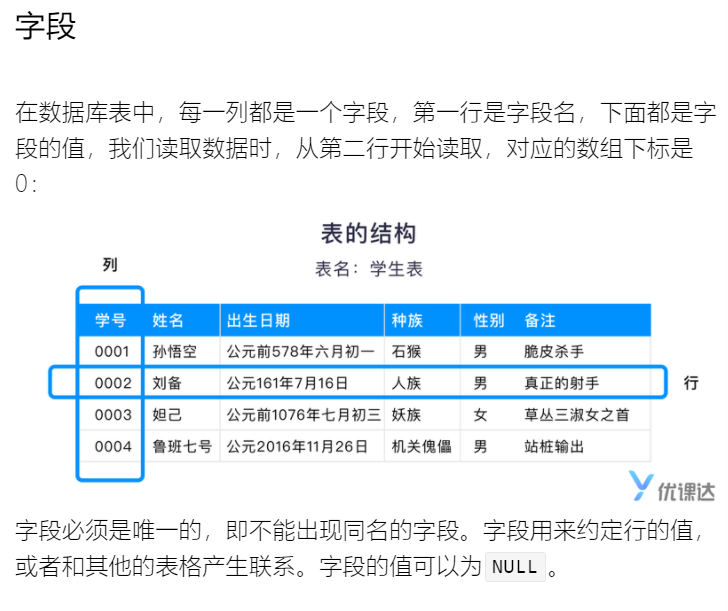 字段
在数据库表中，每一列都是一个字段，第一行是字段名，下面都是字
段的值，我们读取数据时，从第二行开始读取，对应的数组下标是
0：
表的结构
列
表名：学生表
学号 姓名 出生日期 种族 性别 备注
0001 孙悟空 公元前578年六月初一 石猴 男 脆皮杀手
0002 刘备 公元161年7月16日 人族 男 真正的射手
行
0003 妲己 公元前1076年七月初三 妖族 女 草丛三淑女之首
0004 鲁班七号 公元2016年11月26日 机关傀儡 男 站桩输出
优课达
字段必须是唯一的，即不能出现同名的字段。字段用来约定行的值，
或者和其他的表格产生联系。字段的值可以为 NULL 。